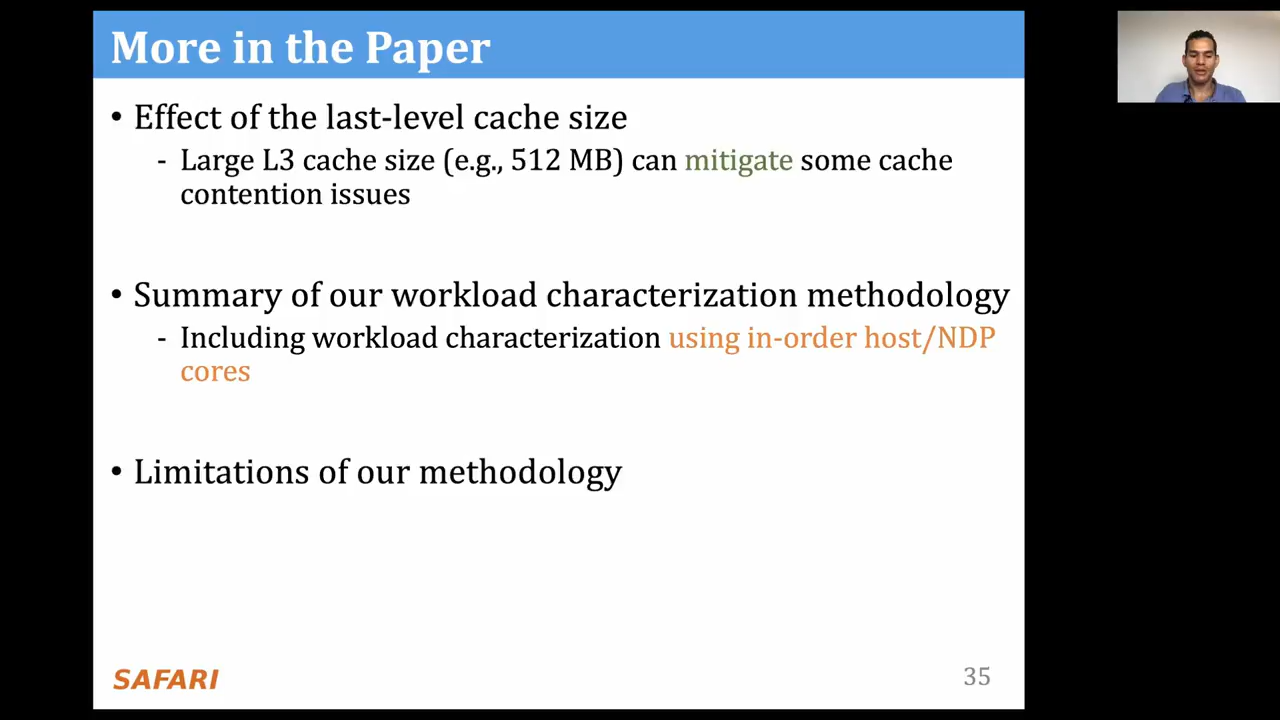 More in the Paper
• Effect of the last-level cache size
- Large L3 cache size (e.g., 512 MB) can mitigate some cache
contention issues
• Summary of our workload characterization methodology
- Including workload characterization using in-order host/NDP
cores
• Limitations of our methodology
SAFARI
35